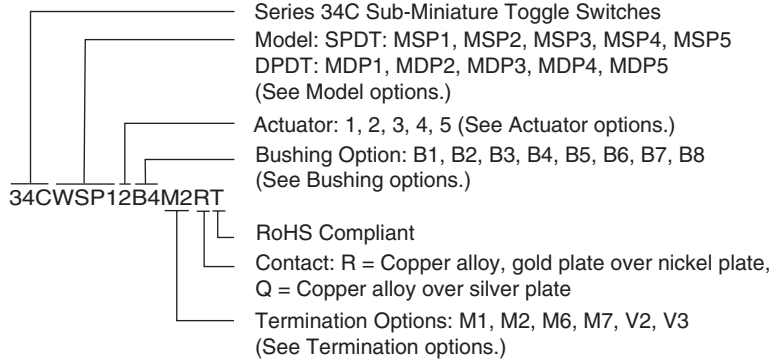 Series 34C Sub-Miniature Toggle Switches
Model: SPDT: MSP1, MSP2, MSP3, MSP4, MSP5
DPDT: MDP1, MDP2, MDP3, MDP4, MDP5
(See Model options.)
Actuator: 1, 2, 3, 4, 5 (See Actuator options.)
Bushing Option: B1, B2, B3, B4, B5, B6, B7, B8
(See Bushing options.)
34CWSP12B4M2RT
RoHS Compliant
Contact: R = Copper alloy, gold plate over nickel plate,
Q = Copper alloy over silver plate
Termination Options: M1, M2, M6, M7, V2, V3
(See Termination options.)